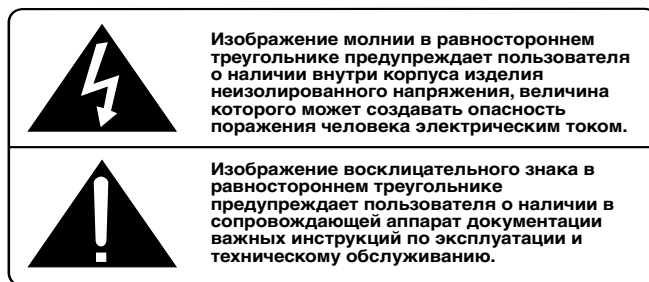 Изображение молнии в равностороннем
треугольнике предупреждает пользователя
о наличии внутри корпуса изделия
неизолированного напряжения, величина
которого может создавать опасность
поражения человека электрическим током.
Изображение восклицательного знака в
равностороннем треугольнике
предупреждает пользователя о наличии в
сопровождающей аппарат документации
важных инструкций по эксплуатации и
техническому обслуживанию.